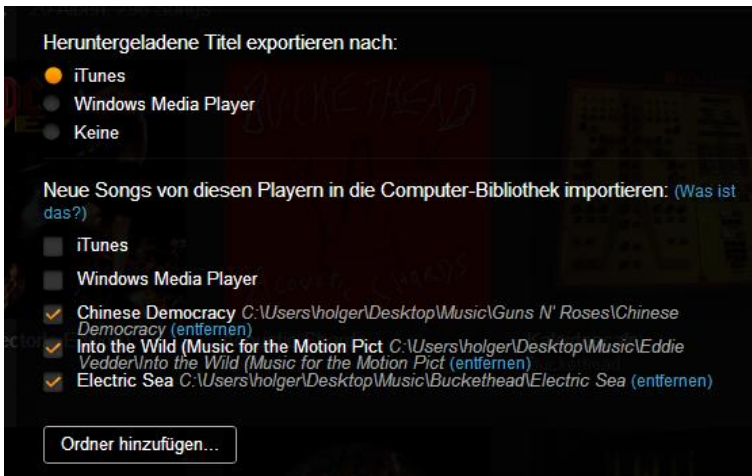 Heruntergeladene Titel exportieren nach:
iTunes
Windows Media Player
Keine
BUCKETHEAD
Neue Songs von diesen Playern in die Computer-Bibliothek importieren: (Was ist
das?)
iTunes
Windows Media Player
Chinese Democracy C:\Users\holger\Desktop\Music\Guns N' Roses\Chinese
Democracy (entfernen)
Into the Wild (Music for the Motion Pict C:\Users\holger\Desktop\Music\Eddie
Vedder\Into the Wild (Music for the Motion Pict (entfernen)
Electric Sea C:\Users\holger\Desktop\Music\Buckethead\Electric Sea (entfernen)
Ordner hinzufügen...